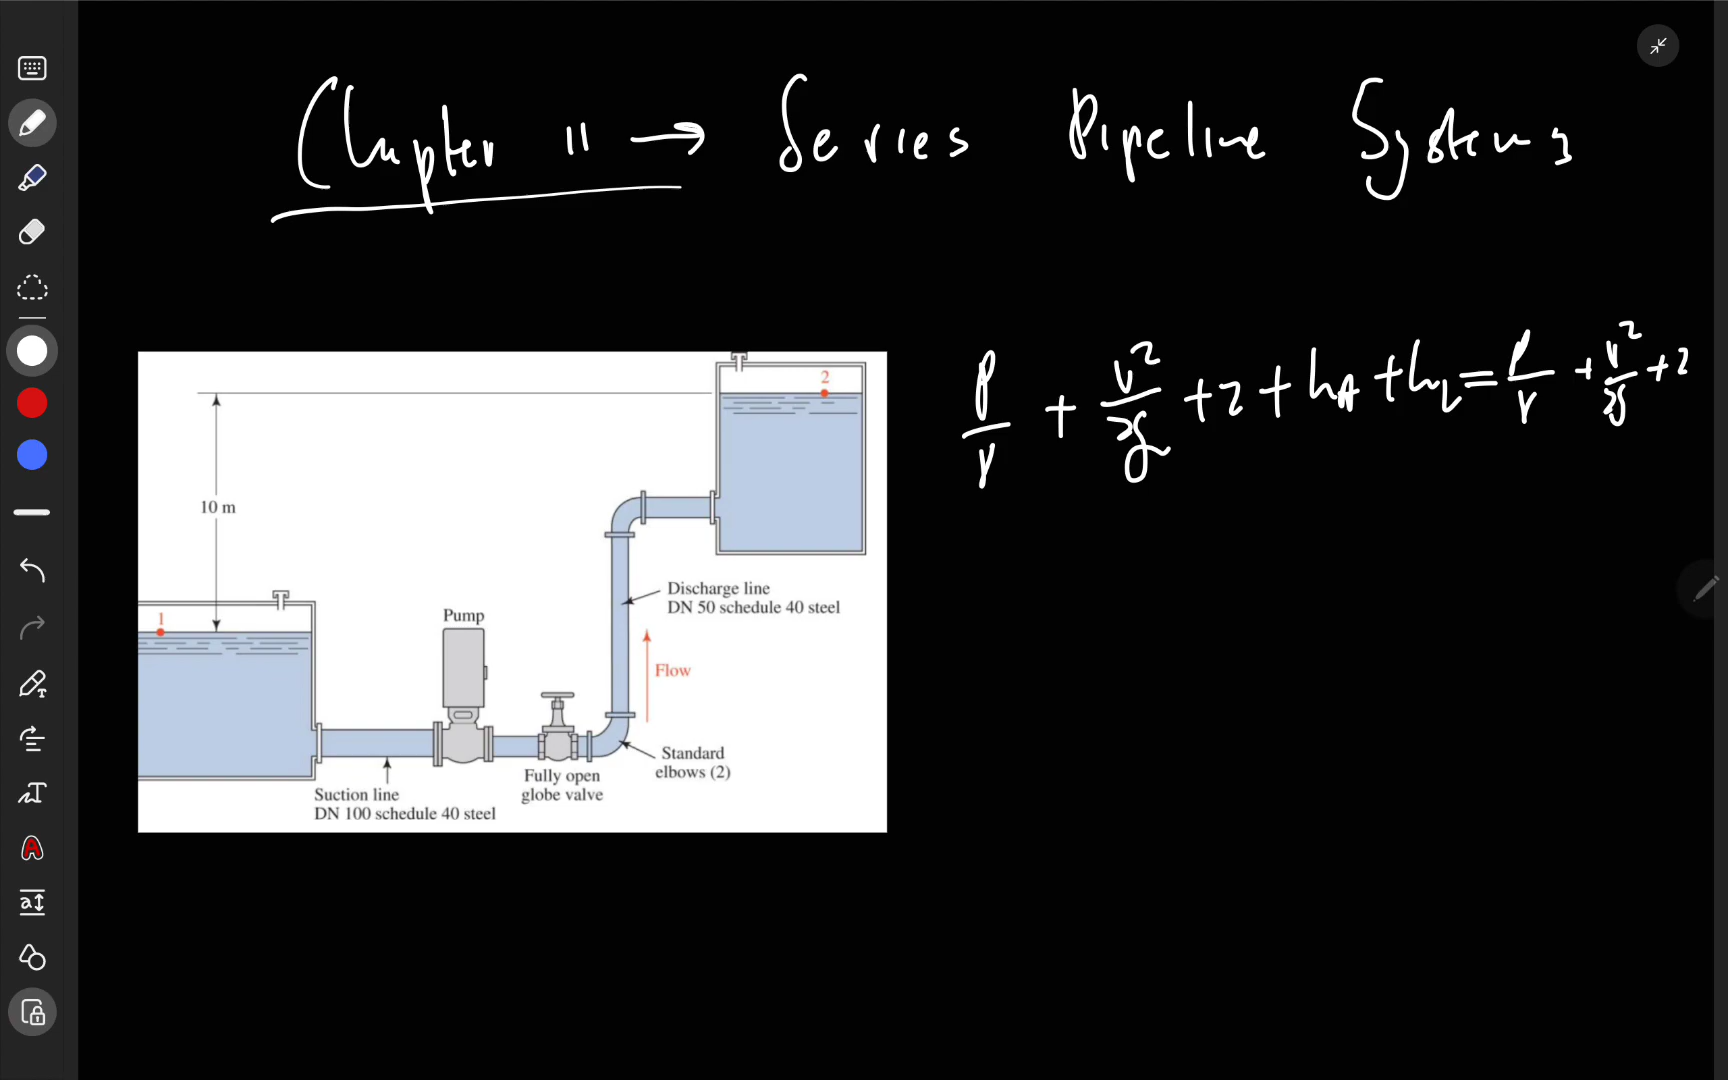 Chapter 11 → Series Pipeline Systems
P/γ + v²/2g + z + hA + hL = P/γ + v²/2g + z
2
10 m
1
Pump
Discharge line
DN 50 schedule 40 steel
Flow
Standard
elbows (2)
Fully open
globe valve
Suction line
DN 100 schedule 40 steel